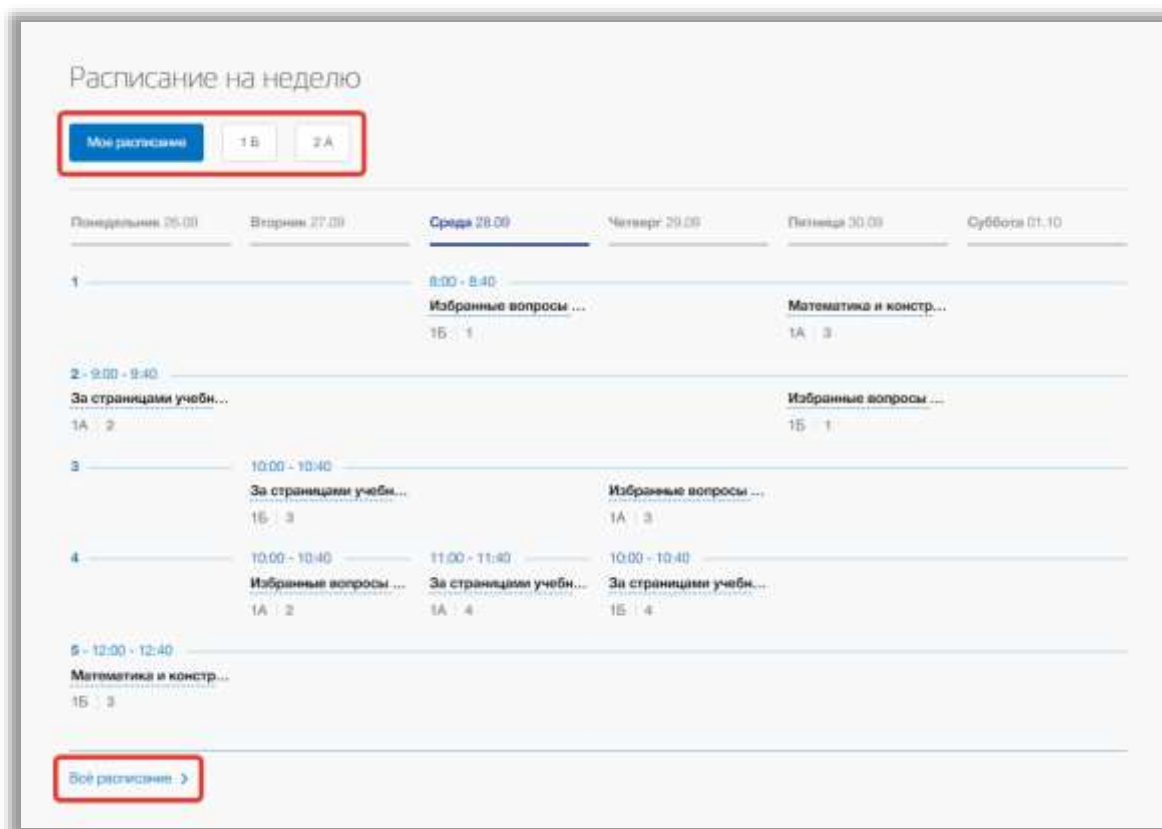 Расписание на неделю
Мое расписание 1 Б 2 А
Понедельник 26.09 Вторник 27.09 Среда 28.09 Четверг 29.09 Пятница 30.09 Суббота 01.10
1 8:00 - 8:40
Избранные вопросы ... Математика и констр...
1Б 1 1А 3
2 - 9:00 - 9:40
За страницами учебн... Избранные вопросы ...
1А 2 1Б 1
3 10:00 - 10:40
За страницами учебн... Избранные вопросы ...
1Б 3 1А 3
4 10:00 - 10:40 11:00 - 11:40 10:00 - 10:40
Избранные вопросы ... За страницами учебн... За страницами учебн...
1А 2 1А 4 1Б 4
5 - 12:00 - 12:40
Математика и констр...
1Б 3
Всё расписание >